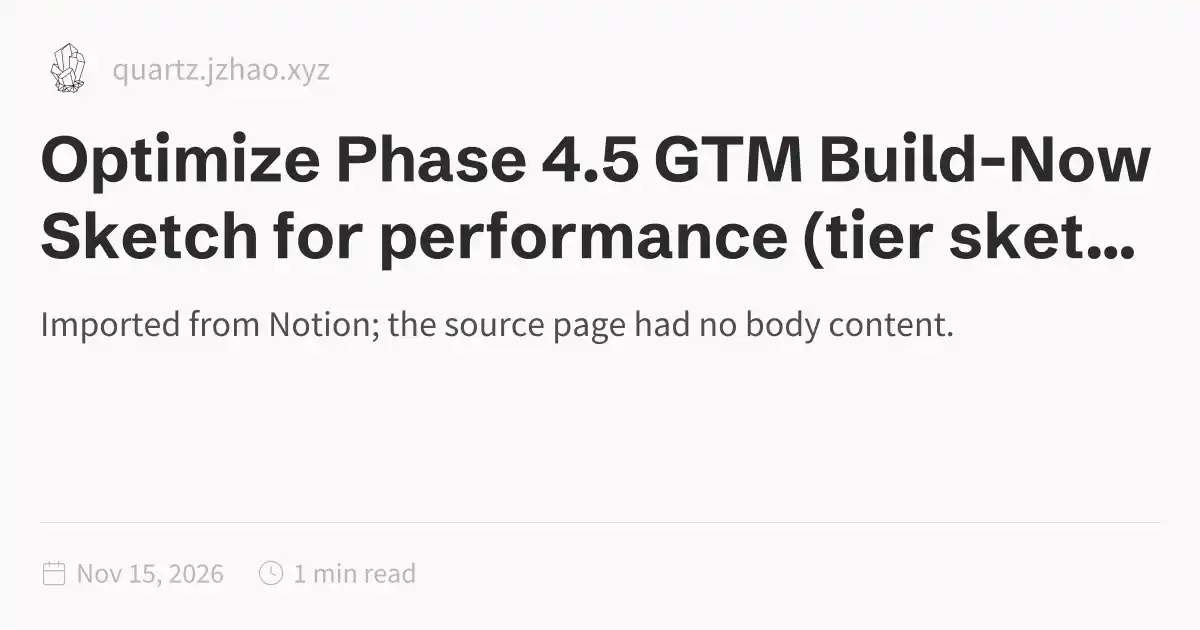 quartz.jzhao.xyz
Optimize Phase 4.5 GTM Build-Now
Sketch for performance (tier sket...
Imported from Notion; the source page had no body content.
Nov 15, 2026 1 min read